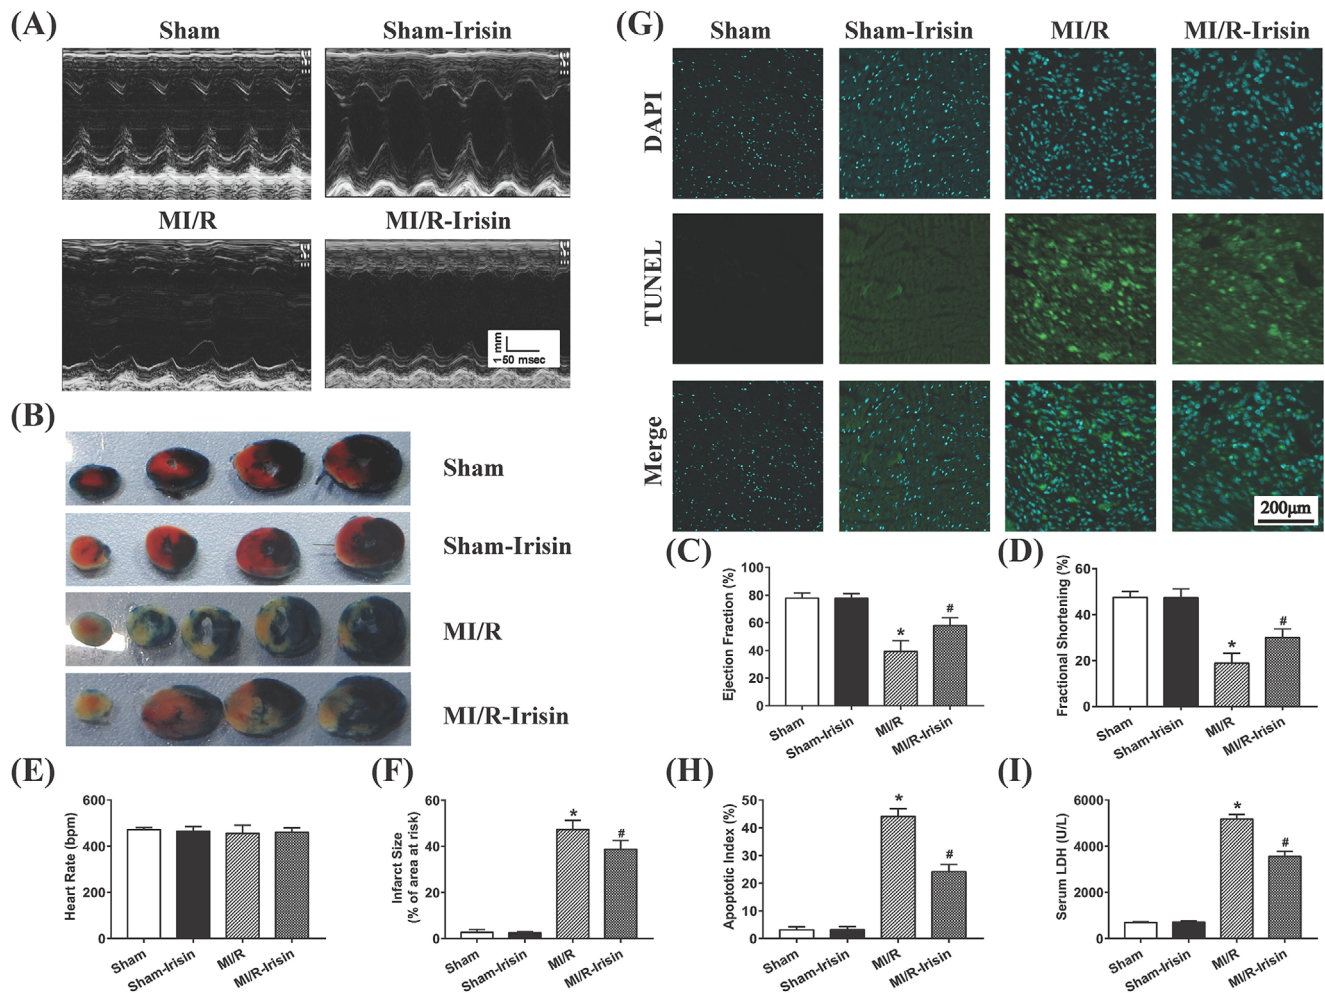 (A)
Sham
Sham-Irisin
MI/R
MI/R-Irisin
1 mm
50 msec
(B)
Sham
Sham-Irisin
MI/R
MI/R-Irisin
(G)
Sham
Sham-Irisin
MI/R
MI/R-Irisin
DAPI
TUNEL
Merge
200μm
(C)
Ejection Fraction (%)
100
80
60
40
20
0
*
#
Sham
Sham-Irisin
MI/R
MI/R-Irisin
(D)
Fractional Shortening (%)
60
40
20
0
*
#
Sham
Sham-Irisin
MI/R
MI/R-Irisin
(E)
Heart Rate (bpm)
600
400
200
0
Sham
Sham-Irisin
MI/R
MI/R-Irisin
(F)
Infarct Size
(% of area at risk)
60
40
20
0
*
#
Sham
Sham-Irisin
MI/R
MI/R-Irisin
(H)
Apoptotic Index (%)
50
40
30
20
10
0
*
#
Sham
Sham-Irisin
MI/R
MI/R-Irisin
(I)
Serum LDH (U/L)
6000
4000
2000
0
*
#
Sham
Sham-Irisin
MI/R
MI/R-Irisin